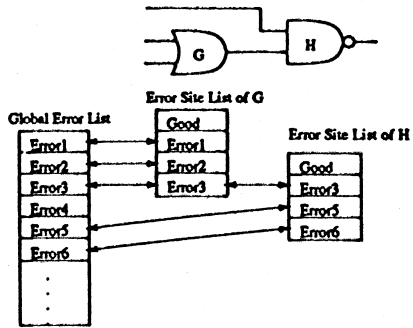 G
H
Error Site List of G
Global Error List
Good
Error1
Error2
Error3
Error Site List of H
Error1
Error2
Error3
Error4
Error5
Error6
Good
Error3
Error5
Error6